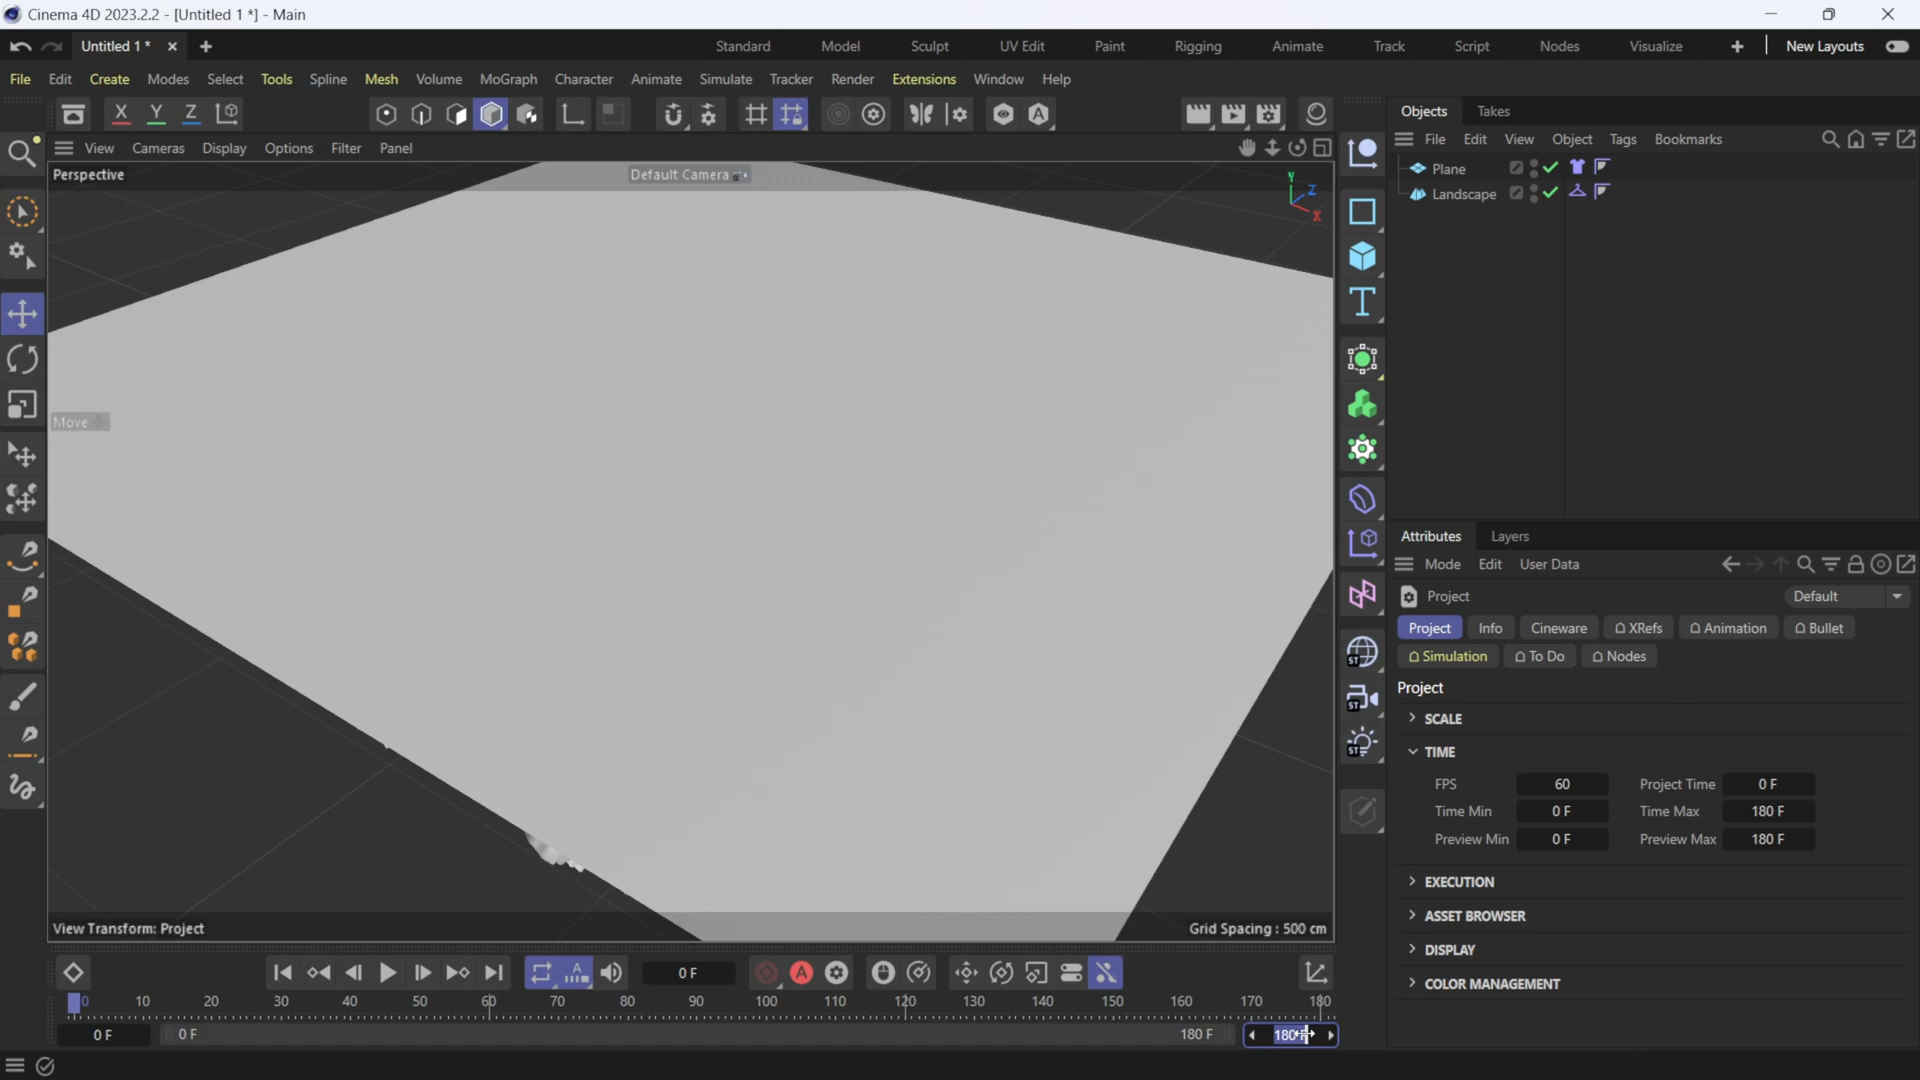 Cinema 4D 2023.2.2 - [Untitled 1 *] - Main
Untitled 1 *
Standard Model Sculpt UV Edit Paint Rigging Animate Track Script Nodes Visualize New Layouts
File Edit Create Modes Select Tools Spline Mesh Volume MoGraph Character Animate Simulate Tracker Render Extensions Window Help
X Y Z
Objects Takes
View Cameras Display Options Filter Panel
File Edit View Object Tags Bookmarks
Perspective
Default Camera
Y
Z
X
Plane
Landscape
Move
Attributes Layers
Mode Edit User Data
Project
Default
Project Info Cineware XRefs Animation Bullet
Simulation To Do Nodes
Project
SCALE
TIME
FPS 60 Project Time 0 F
Time Min 0 F Time Max 180 F
Preview Min 0 F Preview Max 180 F
EXECUTION
ASSET BROWSER
DISPLAY
COLOR MANAGEMENT
ST
ST
ST
View Transform: Project
Grid Spacing : 500 cm
0 F
A
A
0 10 20 30 40 50 60 70 80 90 100 110 120 130 140 150 160 170 180
0 F 0 F 180 F 180 F